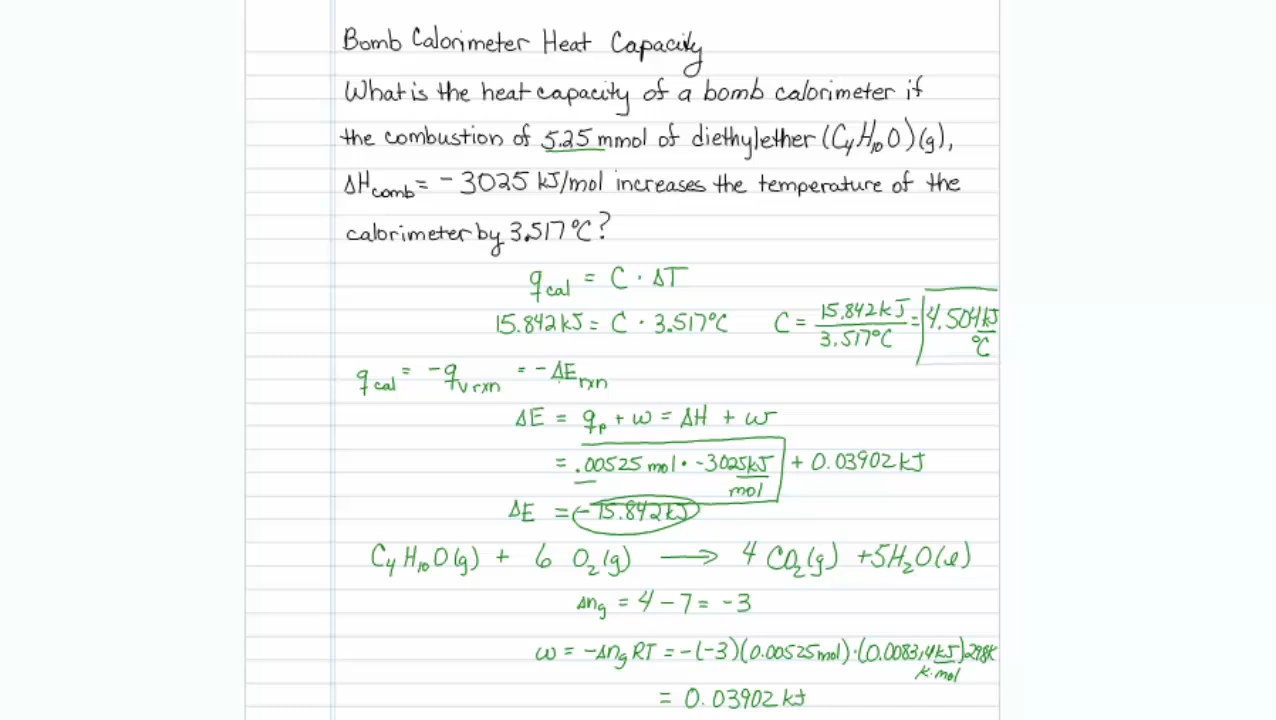 Bomb Calorimeter Heat Capacity
What is the heat capacity of a bomb calorimeter if
the combustion of 5.25 mmol of diethylether (C₄H₁₀O)(g),
ΔHcomb = -3025 kJ/mol increases the temperature of the
calorimeter by 3.517°C?
qcal = C · ΔT
15.842 kJ = C · 3.517°C C = 15.842 kJ / 3.517°C = 4.504 kJ/°C
qcal = -qv rxn = -ΔErxn
ΔE = qp + w = ΔH + w
= .00525 mol · -3025 kJ/mol + 0.03902 kJ
ΔE = -15.842 kJ
C₄H₁₀O(g) + 6 O₂(g) → 4 CO₂(g) + 5H₂O(l)
Δng = 4 - 7 = -3
w = -Δng RT = -(-3)(0.00525 mol)·(0.008314 kJ/K·mol)298K
= 0.03902 kJ